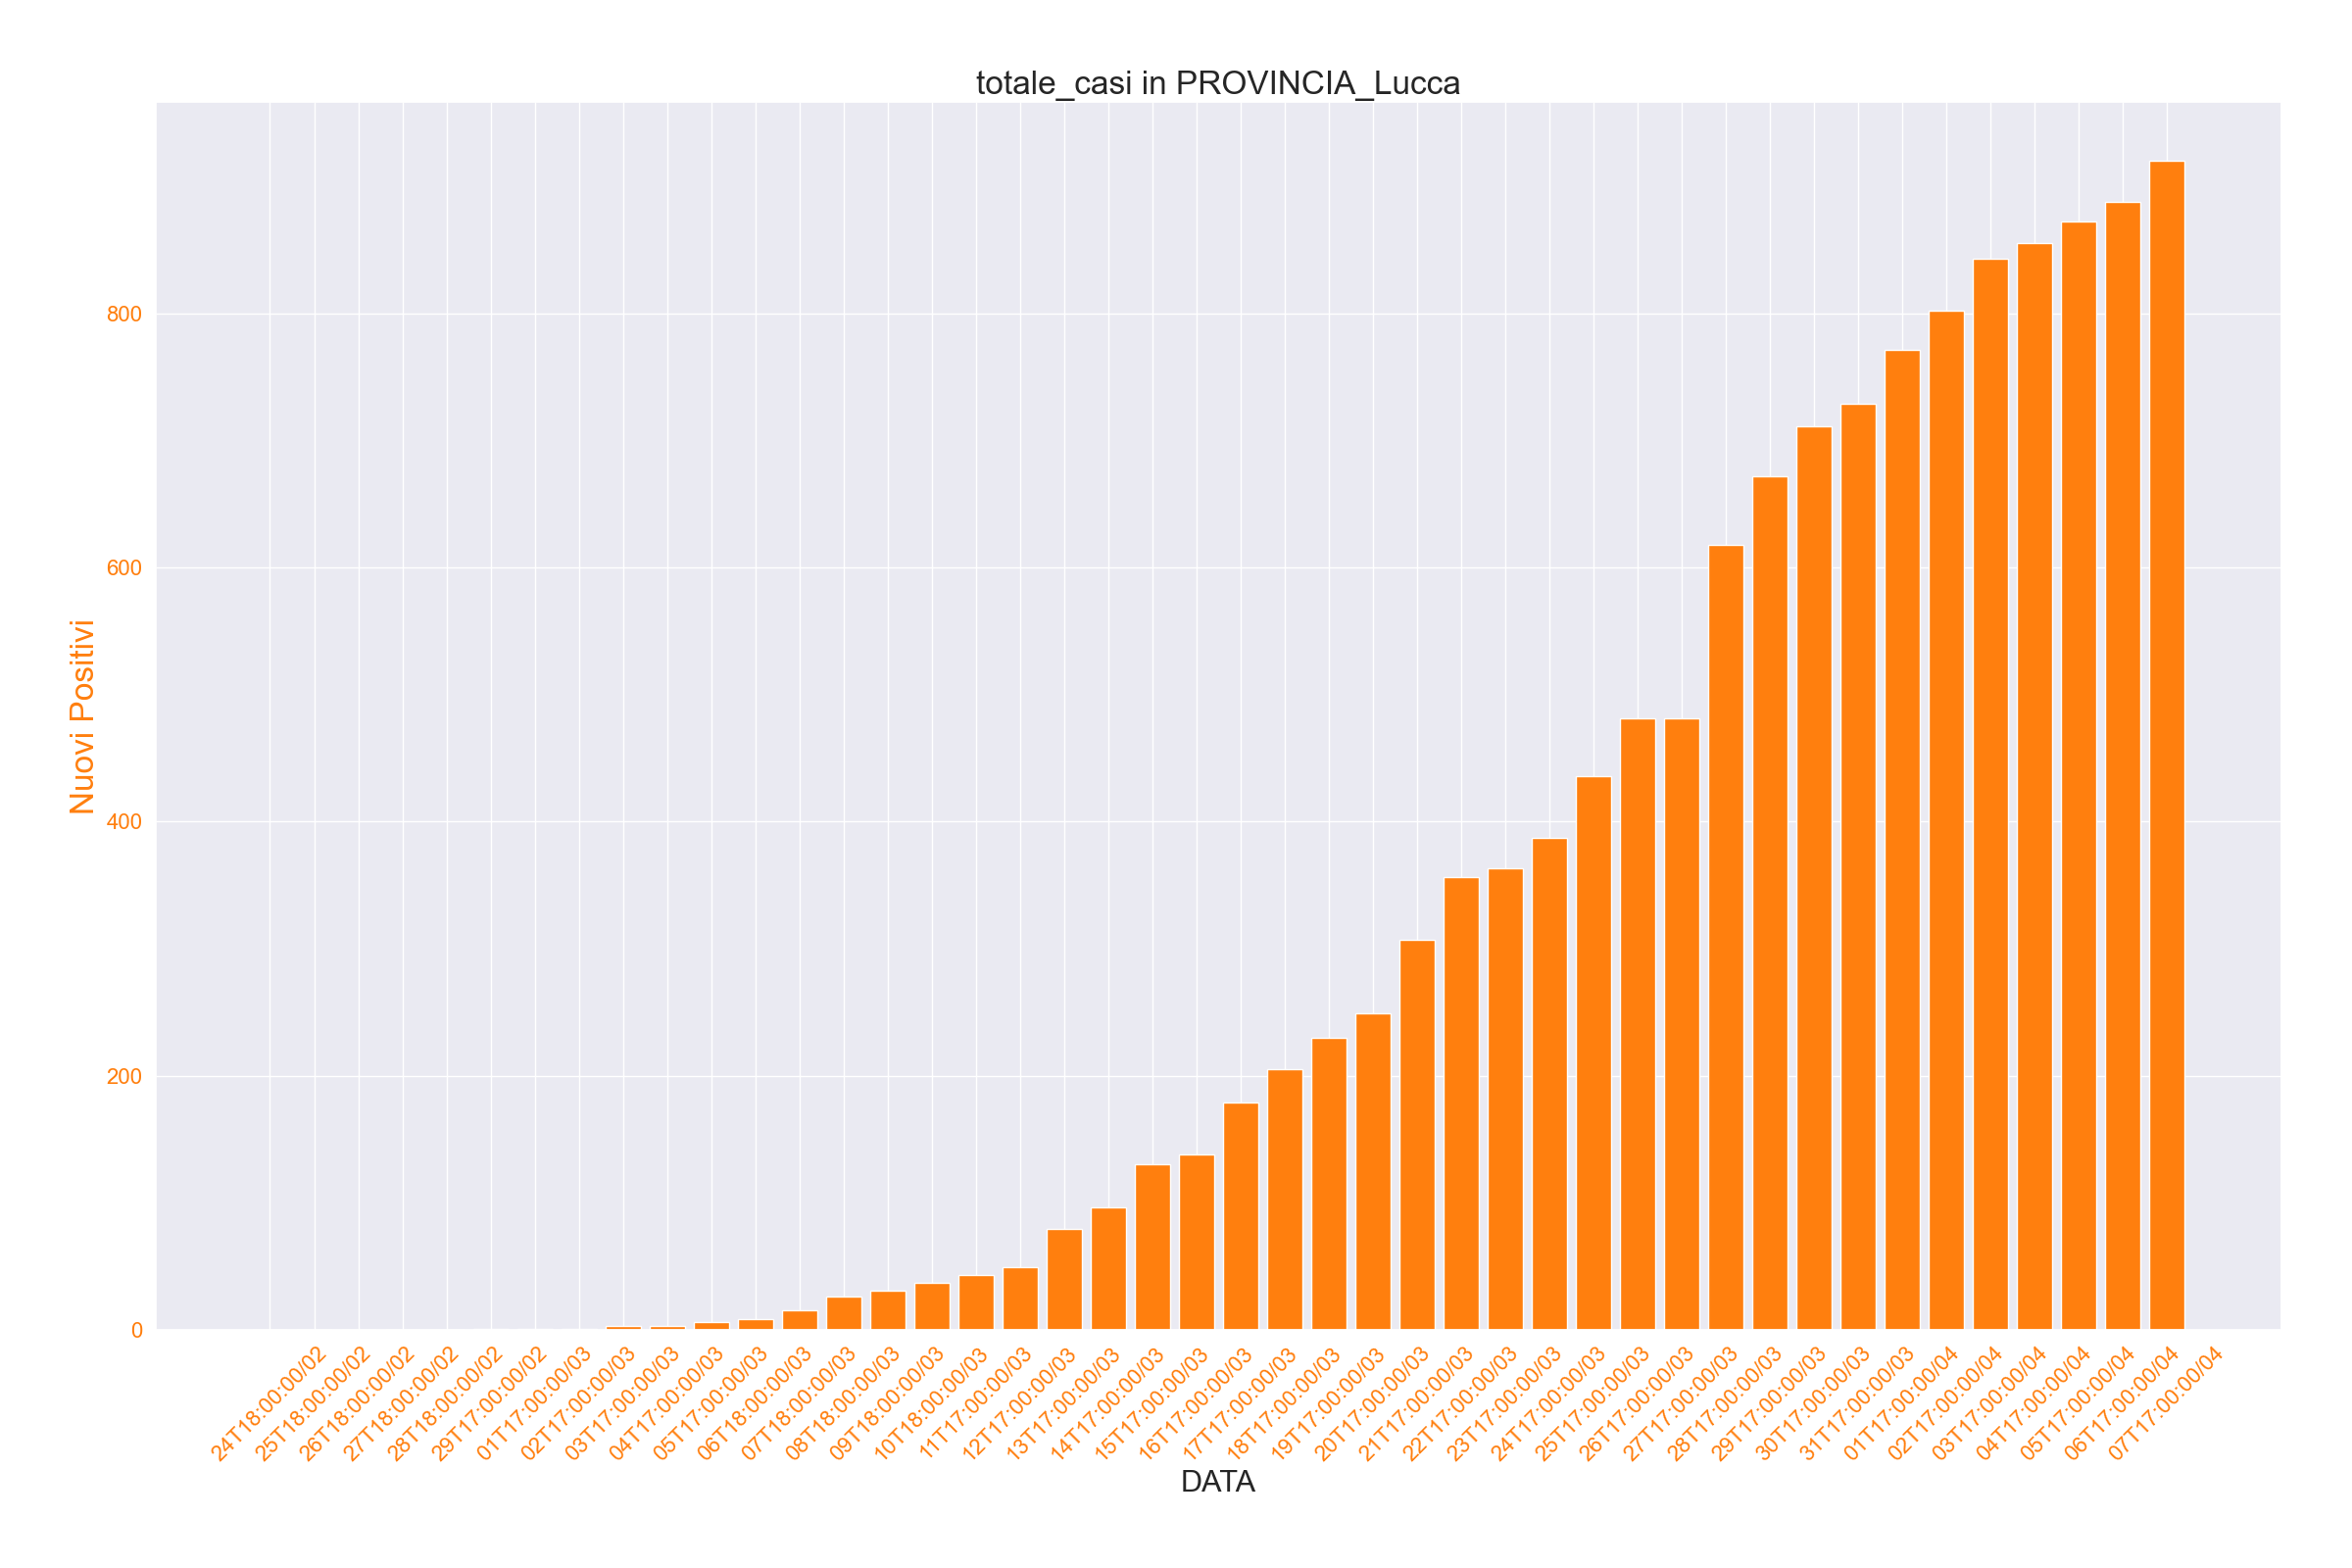 totale_casi in PROVINCIA_Lucca
800
600
400
200
0
Nuovi Positivi
24T18:00:00/02
25T18:00:00/02
26T18:00:00/02
27T18:00:00/02
28T18:00:00/02
29T17:00:00/02
01T17:00:00/03
02T17:00:00/03
03T17:00:00/03
04T17:00:00/03
05T17:00:00/03
06T18:00:00/03
07T18:00:00/03
08T18:00:00/03
09T18:00:00/03
10T18:00:00/03
11T17:00:00/03
12T17:00:00/03
13T17:00:00/03
14T17:00:00/03
15T17:00:00/03
16T17:00:00/03
17T17:00:00/03
18T17:00:00/03
19T17:00:00/03
20T17:00:00/03
21T17:00:00/03
22T17:00:00/03
23T17:00:00/03
24T17:00:00/03
25T17:00:00/03
26T17:00:00/03
27T17:00:00/03
28T17:00:00/03
29T17:00:00/03
30T17:00:00/03
31T17:00:00/03
01T17:00:00/04
02T17:00:00/04
03T17:00:00/04
04T17:00:00/04
05T17:00:00/04
06T17:00:00/04
07T17:00:00/04
DATA